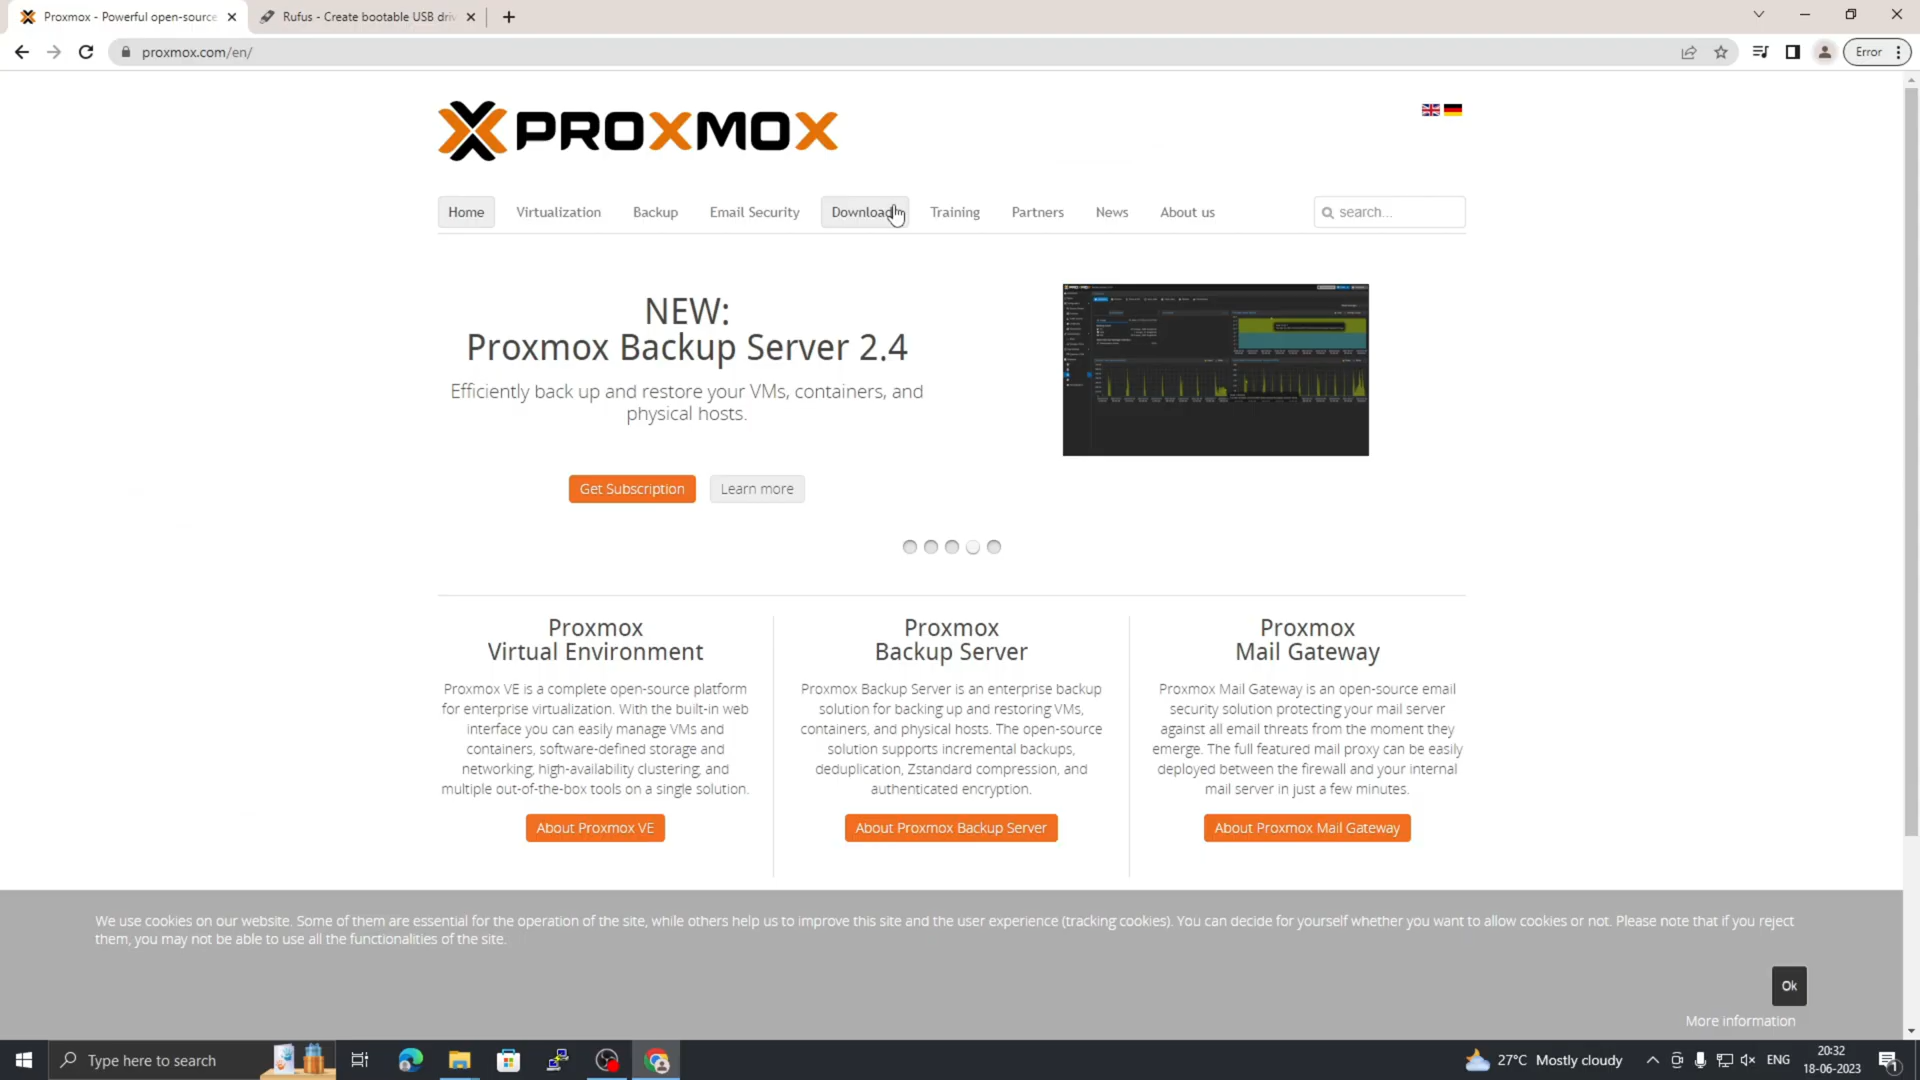 Proxmox - Powerful open-source
Rufus - Create bootable USB driv
proxmox.com/en/
Error
PROXMOX
Home
Virtualization
Backup
Email Security
Download
Training
Partners
News
About us
search...
NEW:
Proxmox Backup Server 2.4
Efficiently back up and restore your VMs, containers, and
physical hosts.
Get Subscription
Learn more
Proxmox
Virtual Environment
Proxmox VE is a complete open-source platform
for enterprise virtualization. With the built-in web
interface you can easily manage VMs and
containers, software-defined storage and
networking, high-availability clustering, and
multiple out-of-the-box tools on a single solution.
About Proxmox VE
Proxmox
Backup Server
Proxmox Backup Server is an enterprise backup
solution for backing up and restoring VMs,
containers, and physical hosts. The open-source
solution supports incremental backups,
deduplication, Zstandard compression, and
authenticated encryption.
About Proxmox Backup Server
Proxmox
Mail Gateway
Proxmox Mail Gateway is an open-source email
security solution protecting your mail server
against all email threats from the moment they
emerge. The full featured mail proxy can be easily
deployed between the firewall and your internal
mail server in just a few minutes.
About Proxmox Mail Gateway
We use cookies on our website. Some of them are essential for the operation of the site, while others help us to improve this site and the user experience (tracking cookies). You can decide for yourself whether you want to allow cookies or not. Please note that if you reject
them, you may not be able to use all the functionalities of the site.
Ok
More information
Type here to search
27°C Mostly cloudy
ENG
20:32
18-06-2023
1